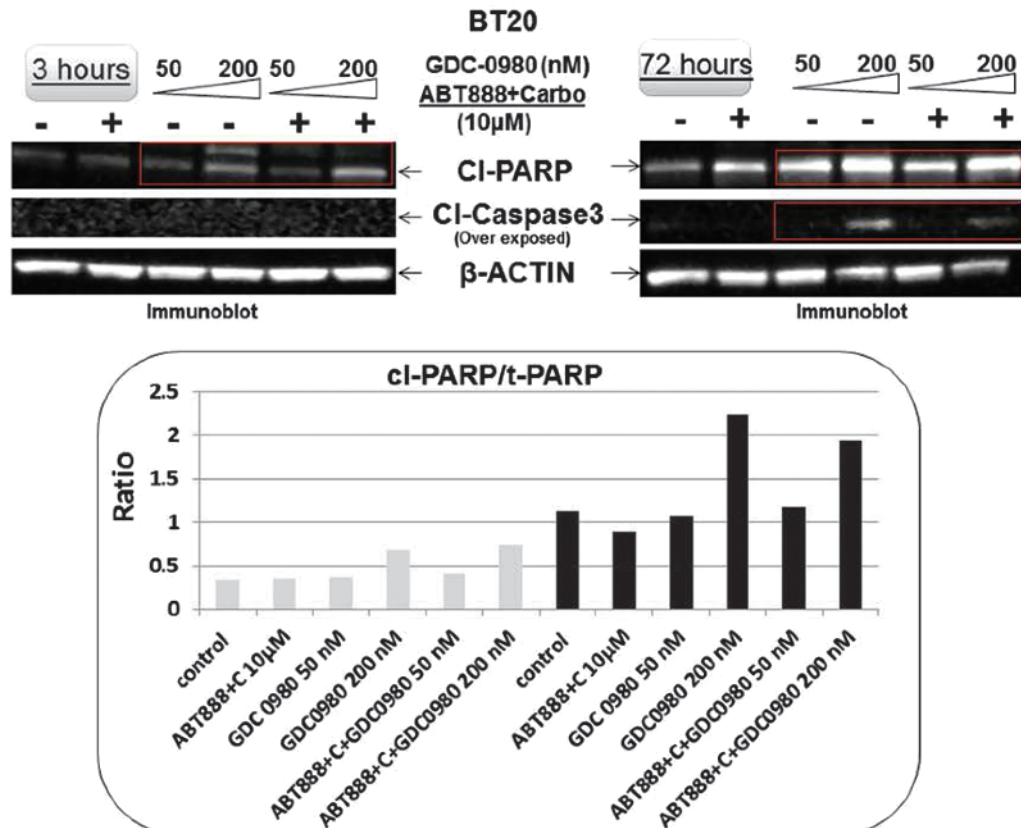 BT20
3 hours
50 200 50 200
GDC-0980 (nM)
ABT888+Carbo
(10µM)
- + - - + +
72 hours
50 200 50 200
- + - - + +
Cl-PARP
Cl-Caspase3
(Over exposed)
β-ACTIN
Immunoblot
Immunoblot
cl-PARP/t-PARP
Ratio
2.5
2
1.5
1
0.5
0
control
ABT888+C 10µM
GDC 0980 50 nM
GDC0980 200 nM
ABT888+C+GDC0980 50 nM
ABT888+C+GDC0980 200 nM
control
ABT888+C 10µM
GDC 0980 50 nM
GDC0980 200 nM
ABT888+C+GDC0980 50 nM
ABT888+C+GDC0980 200 nM